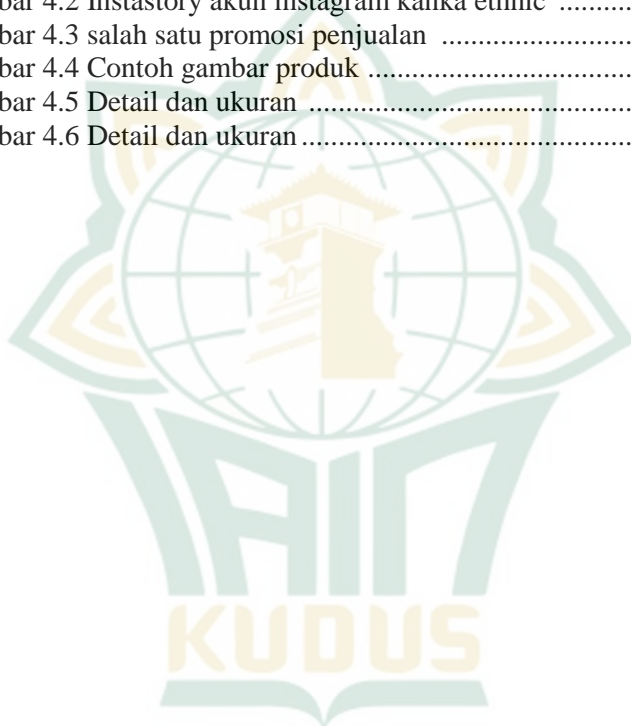 bar 4.2 Instastory akun instagram kanka ethnic ..........
bar 4.3 salah satu promosi penjualan ...........................
bar 4.4 Contoh gambar produk .....................................
bar 4.5 Detail dan ukuran .............................................
bar 4.6 Detail dan ukuran ..............................................
IAIN
KUDUS